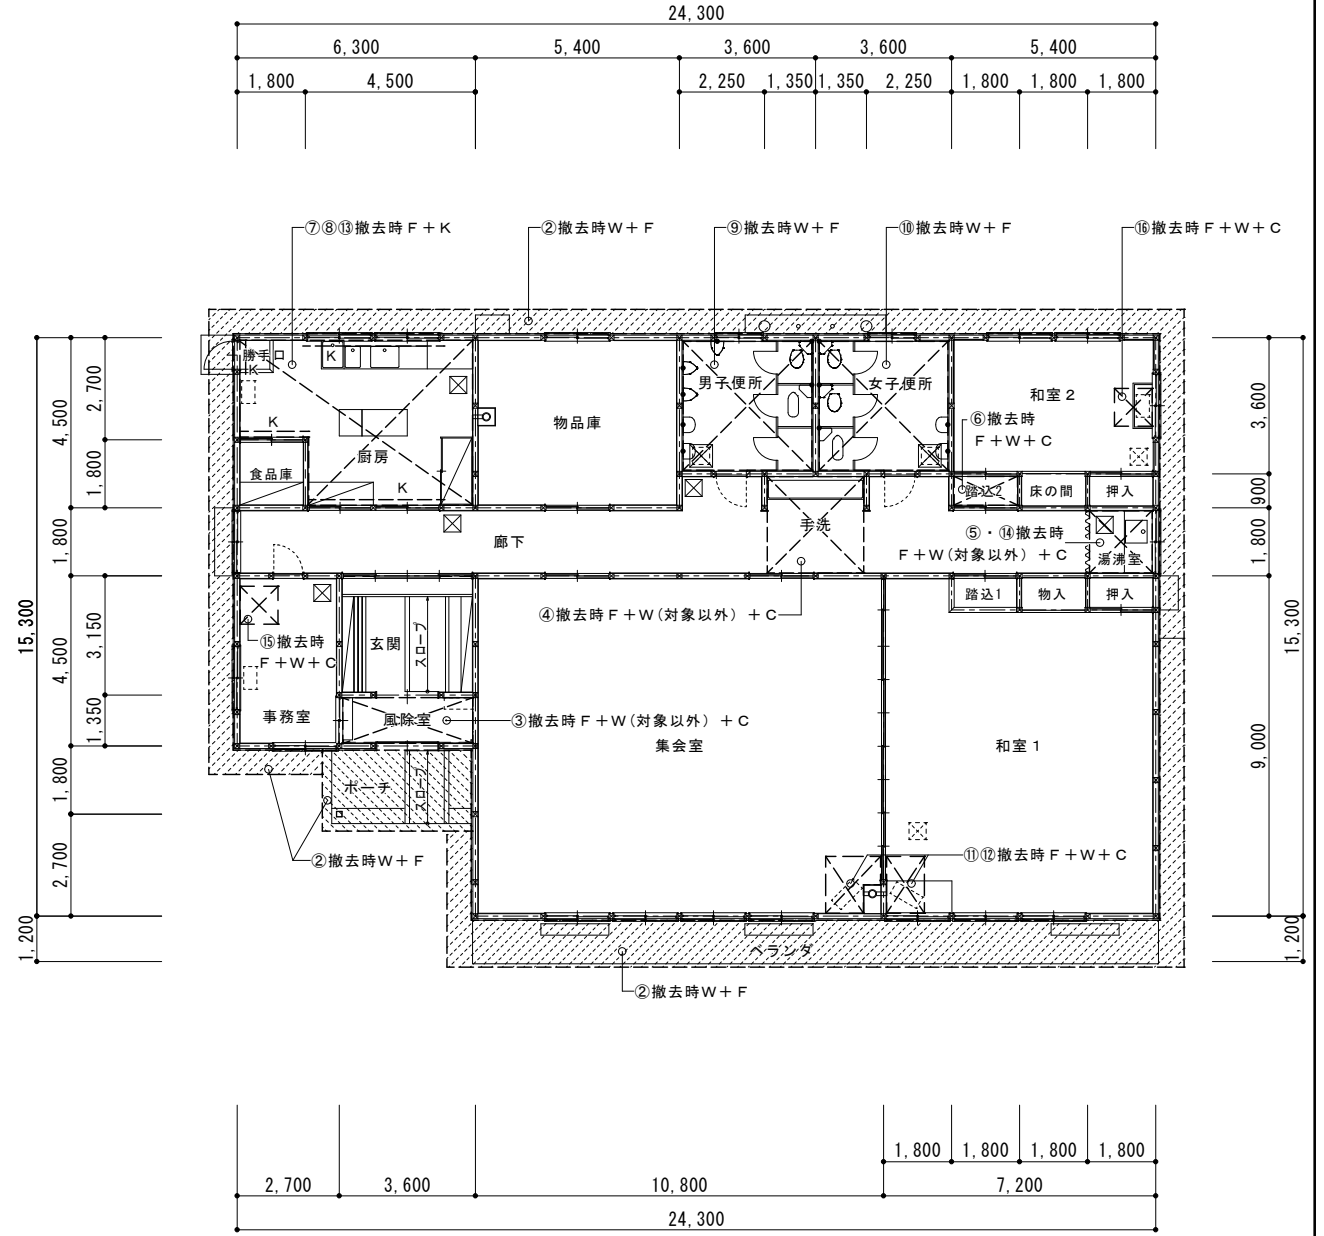 24,300
6,300 5,400 3,600 3,600 5,400
1,800 4,500 2,250 1,350 1,350 2,250 1,800 1,800 1,800
⑦⑧⑬撤去時F+K
②撤去時W+F
⑨撤去時W+F
⑩撤去時W+F
⑯撤去時F+W+C
勝手口
K
K
K
K
厨房
食品庫
物品庫
男子便所
女子便所
和室2
⑥撤去時
F+W+C
踏込2
床の間
押入
手洗
廊下
⑤・⑭撤去時
F+W(対象以外)+C
湯沸室
④撤去時F+W(対象以外)+C
踏込1
物入
押入
⑮撤去時
F+W+C
玄関
スロープ
事務室
風除室
③撤去時F+W(対象以外)+C
集会室
和室1
ポーチ
スロープ
②撤去時W+F
⑪⑫撤去時F+W+C
ベランダ
②撤去時W+F
15,300
1,200
4,500
1,800
4,500
1,800
2,700
2,700
1,800
3,150
1,350
3,600
900
1,800
9,000
15,300
1,200
1,800 1,800 1,800 1,800
2,700 3,600 10,800 7,200
24,300